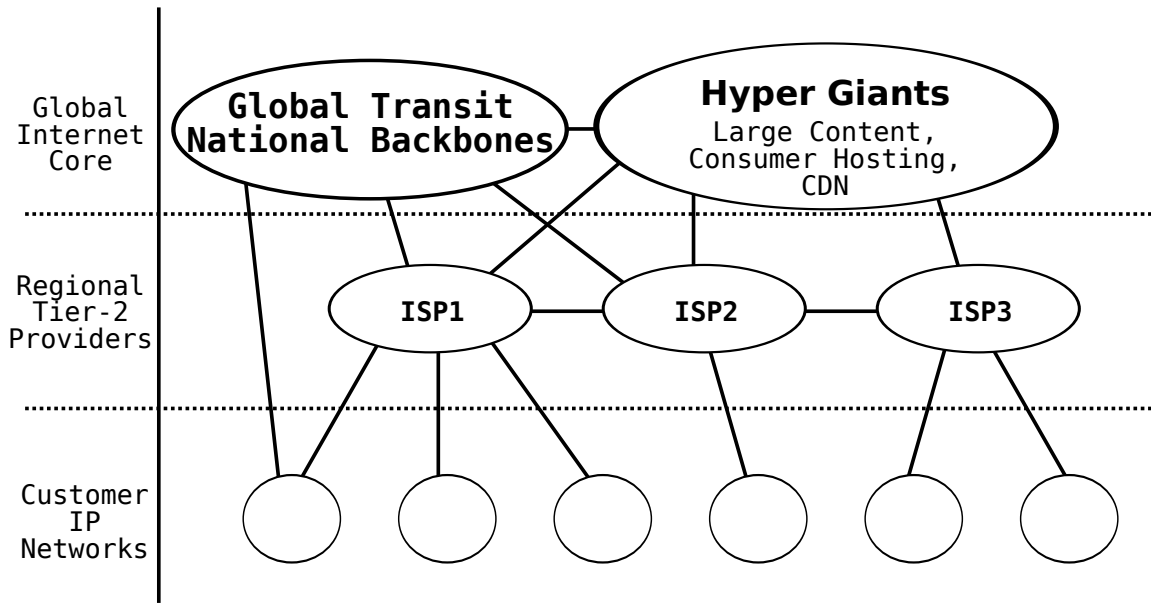 Global
Internet
Core
Global Transit
National Backbones
Hyper Giants
Large Content,
Consumer Hosting,
CDN
Regional
Tier-2
Providers
ISP1
ISP2
ISP3
Customer
IP
Networks